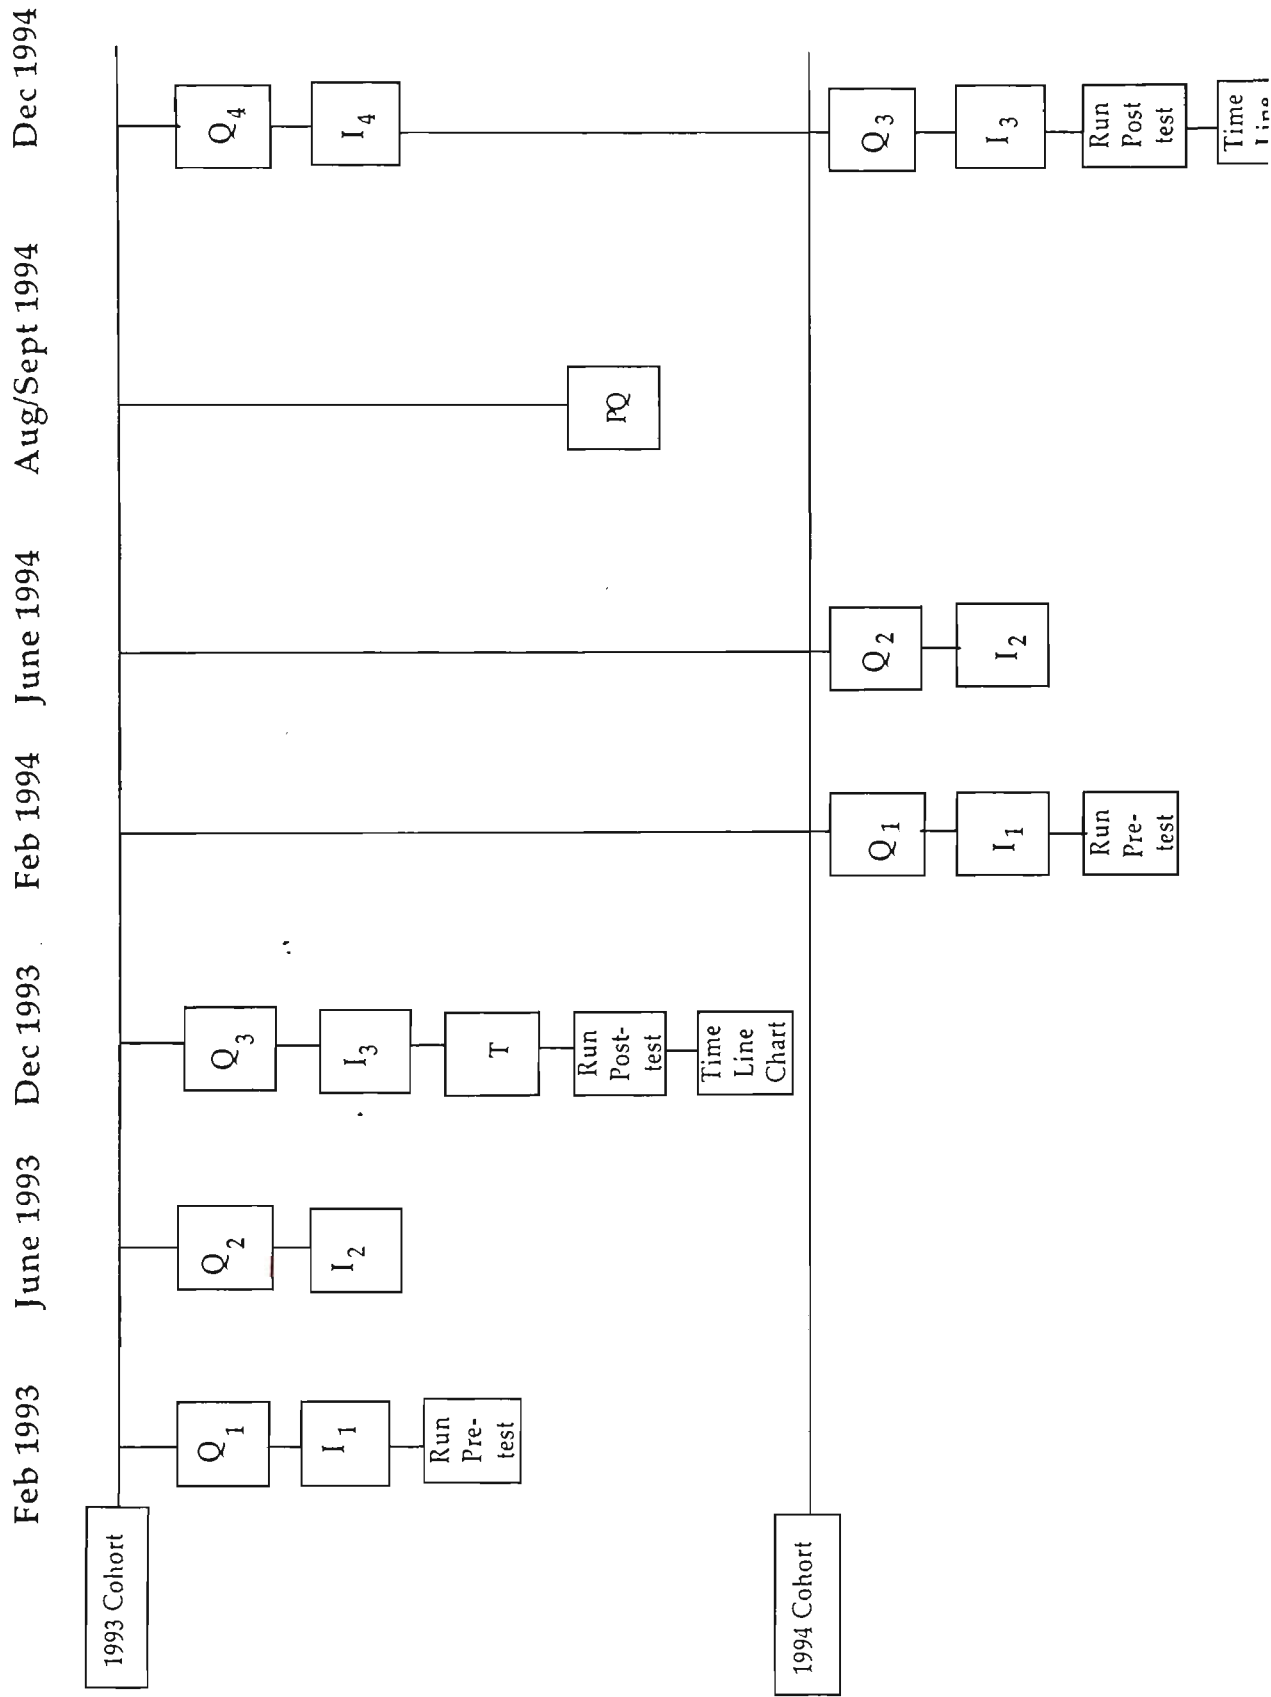 Feb 1993 June 1993 Dec 1993 Feb 1994 June 1994 Aug/Sept 1994 Dec 1994
1993 Cohort
Q1
I1
Run
Pre-
test
Q2
I2
Q3
I3
T
Run
Post-
test
Time
Line
Chart
PQ
Q4
I4
1994 Cohort
Q1
I1
Run
Pre-
test
Q2
I2
Q3
I3
Run
Post
test
Time